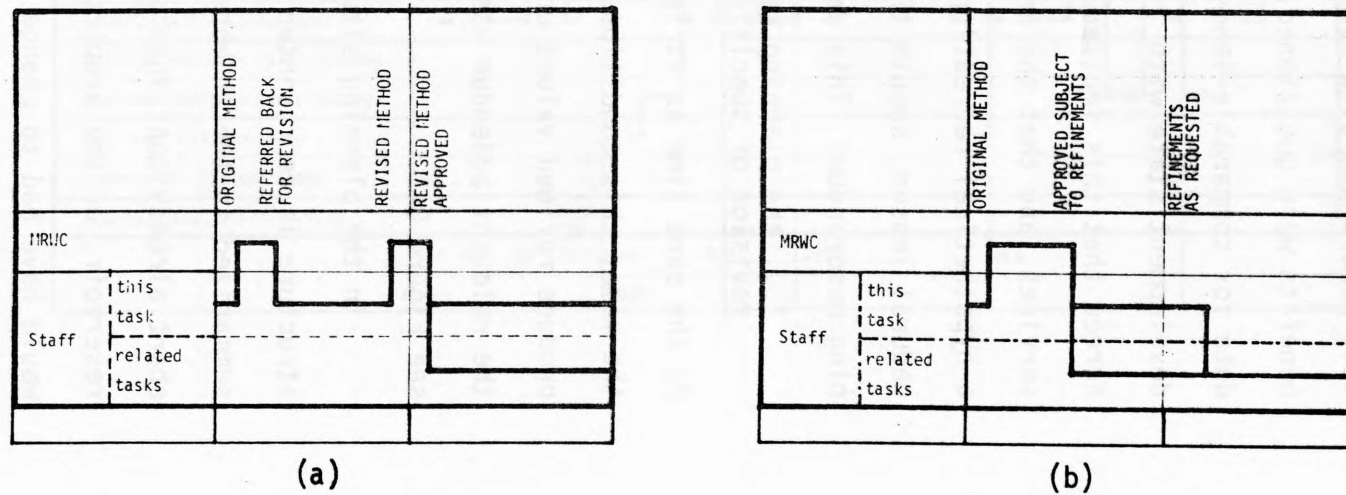 ORIGINAL METHOD
REFERRED BACK
FOR REVISION
REVISED METHOD
REVISED METHOD
APPROVED
MRWC
Staff
this
task
related
tasks
(a)
ORIGINAL METHOD
APPROVED SUBJECT
TO REFINEMENTS
REFINEMENTS
AS REQUESTED
MRWC
Staff
this
task
related
tasks
(b)